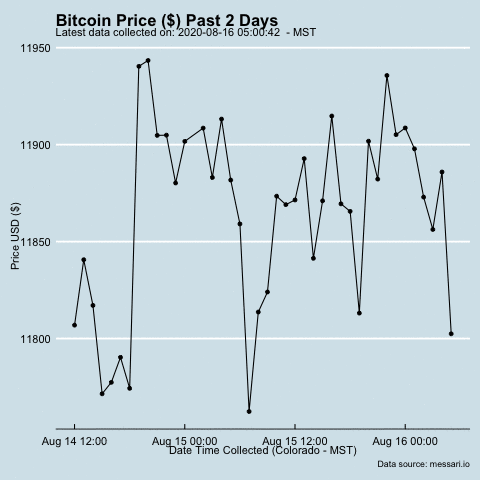 Bitcoin Price ($) Past 2 Days
Latest data collected on: 2020-08-16 05:00:42  - MST
11950
11900
11850
11800
Price USD ($)
Aug 14 12:00 Aug 15 00:00 Aug 15 12:00 Aug 16 00:00
Date Time Collected (Colorado - MST)
Data source: messari.io